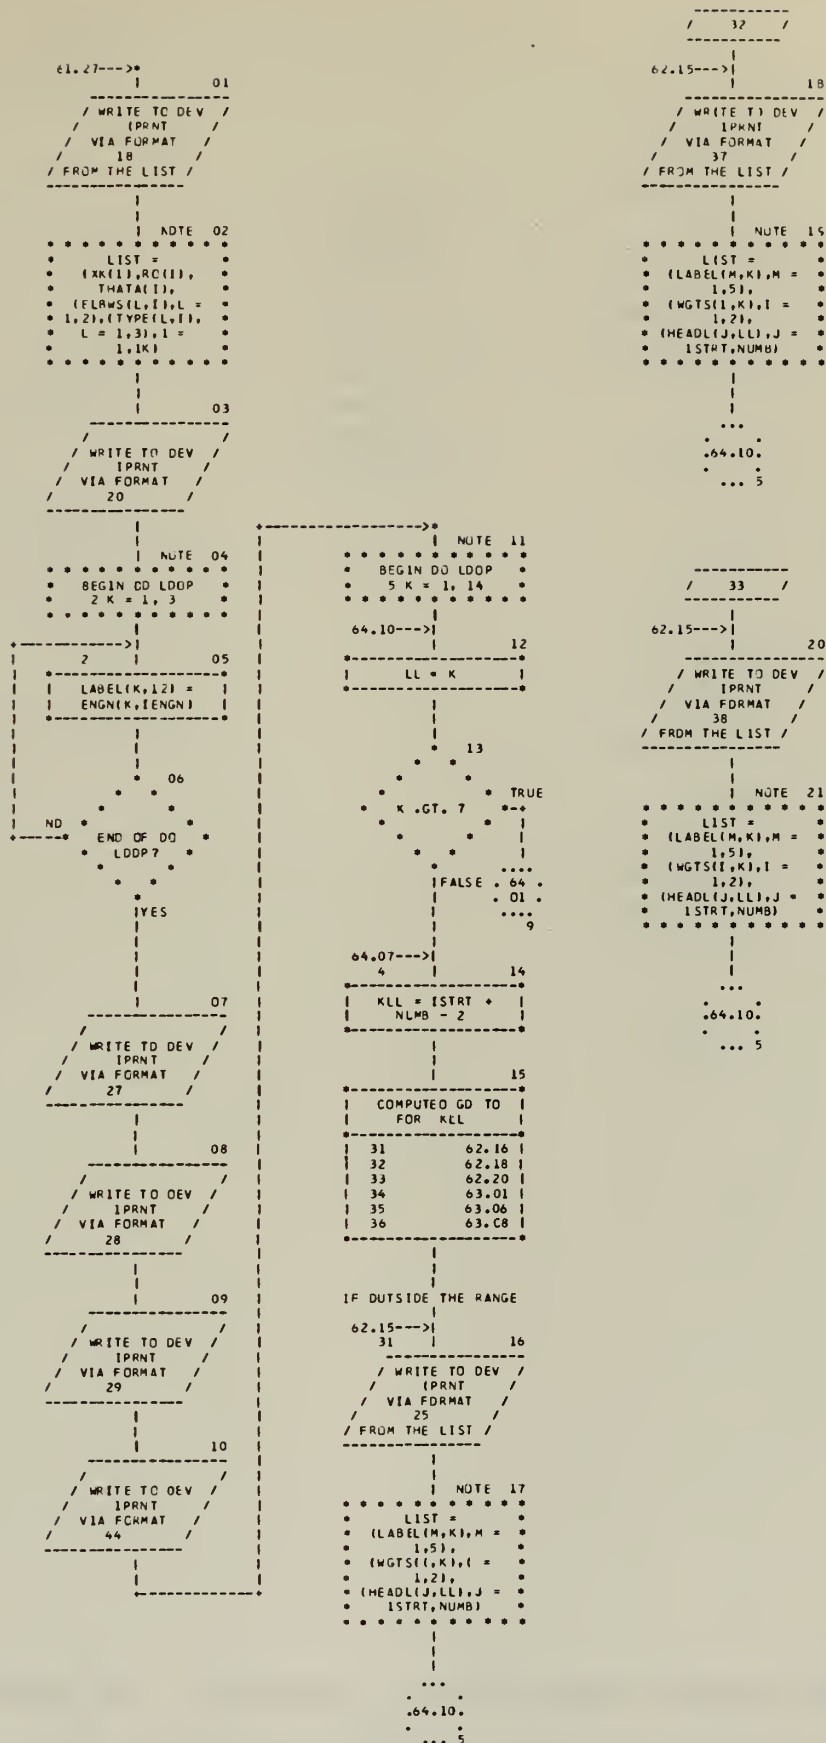 61.27--->*
01
/ WRITE TO DEV /
/ IPRNT /
/ VIA FORMAT /
/ 18 /
/ FROM THE LIST /
NOTE 02
LIST =
(XK(I),RO(I),
THATA(I),
(ELRWS(L,I),L =
1,2),(TYPE(L,I),
L = 1,3),I =
1,IK)
03
/ WRITE TO DEV /
/ IPRNT /
/ VIA FORMAT /
/ 20 /
NOTE 04
BEGIN DO LOOP
2 K = 1, 3
2 05
LABEL(K,12) =
ENGN(K,IENGN)
06
NO
END OF DO
LOOP?
YES
07
/ WRITE TO DEV /
/ IPRNT /
/ VIA FORMAT /
/ 27 /
08
/ WRITE TO DEV /
/ IPRNT /
/ VIA FORMAT /
/ 28 /
09
/ WRITE TO DEV /
/ IPRNT /
/ VIA FORMAT /
/ 29 /
10
/ WRITE TO DEV /
/ IPRNT /
/ VIA FORMAT /
/ 44 /
NOTE 11
BEGIN DO LOOP
5 K = 1, 14
64.10--->|
12
LL = K
13
K .GT. 7
TRUE
FALSE
. 64 .
. 01 .
9
64.07--->|
4 14
KLL = ISTRT +
NUMB - 2
15
COMPUTED GO TO
FOR KLL
31 62.16
32 62.18
33 62.20
34 63.01
35 63.06
36 63.08
IF OUTSIDE THE RANGE
62.15--->|
31 16
/ WRITE TO DEV /
/ IPRNT /
/ VIA FORMAT /
/ 25 /
/ FROM THE LIST /
NOTE 17
LIST =
(LABEL(M,K),M =
1,5),
(WGTS(I,K),I =
1,2),
(HEADL(J,LL),J =
ISTRT,NUMB)
.64.10.
... 5
/ 32 /
62.15--->|
18
/ WRITE TO DEV /
/ IPRNT /
/ VIA FORMAT /
/ 37 /
/ FROM THE LIST /
NOTE 19
LIST =
(LABEL(M,K),M =
1,5),
(WGTS(I,K),I =
1,2),
(HEADL(J,LL),J =
ISTRT,NUMB)
.64.10.
... 5
/ 33 /
62.15--->|
20
/ WRITE TO DEV /
/ IPRNT /
/ VIA FORMAT /
/ 38 /
/ FROM THE LIST /
NOTE 21
LIST =
(LABEL(M,K),M =
1,5),
(WGTS(I,K),I =
1,2),
(HEADL(J,LL),J =
ISTRT,NUMB)
.64.10.
... 5